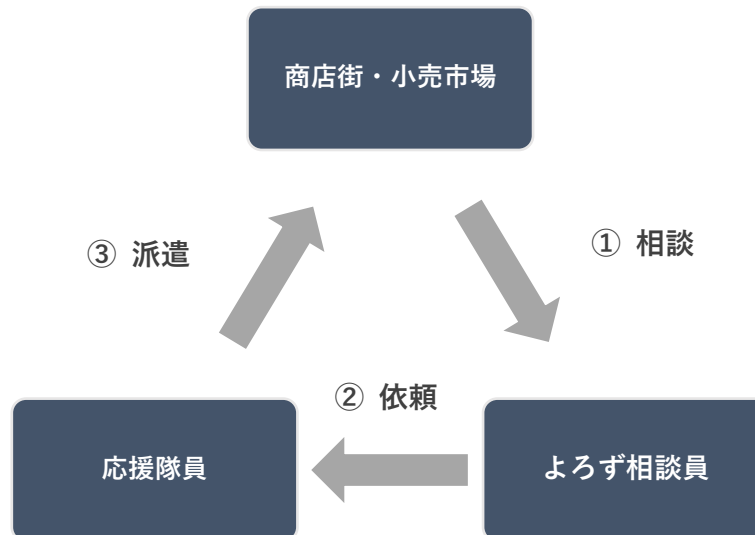 商店街・小売市場
① 相談
③ 派遣
② 依頼
応援隊員
よろず相談員